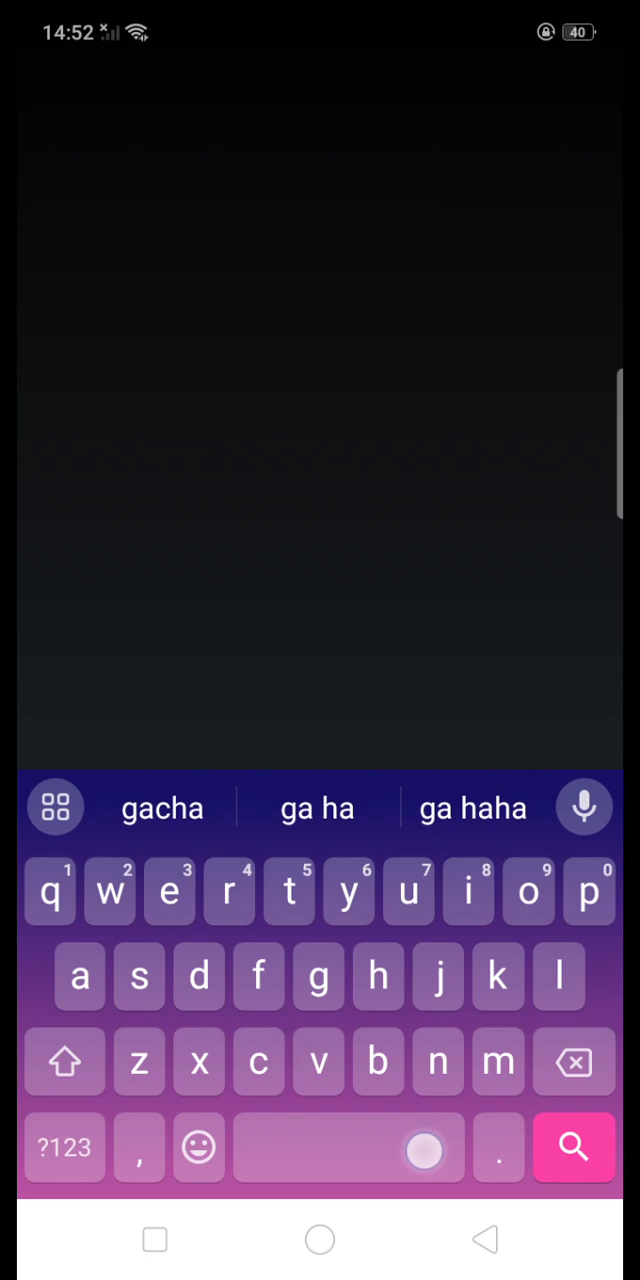 14:52 40
gacha ga ha ga haha
1 2 3 4 5 6 7 8 9 0
q w e r t y u i o p
a s d f g h j k l
z x c v b n m
?123 , .